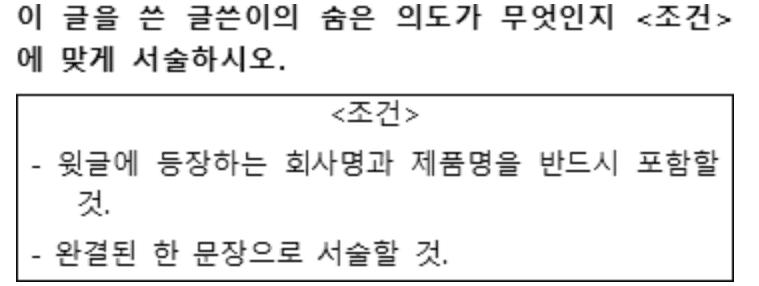 이 글을 쓴 글쓴이의 숨은 의도가 무엇인지 <조건>
에 맞게 서술하시오.
<조건>
- 윗글에 등장하는 회사명과 제품명을 반드시 포함할
것.
- 완결된 한 문장으로 서술할 것.